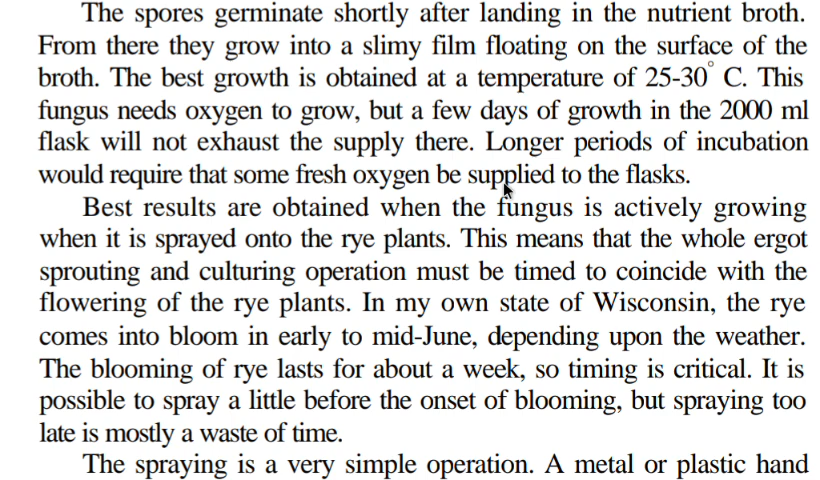 The spores germinate shortly after landing in the nutrient broth.
From there they grow into a slimy film floating on the surface of the
broth. The best growth is obtained at a temperature of 25-30° C. This
fungus needs oxygen to grow, but a few days of growth in the 2000 ml
flask will not exhaust the supply there. Longer periods of incubation
would require that some fresh oxygen be supplied to the flasks.
Best results are obtained when the fungus is actively growing
when it is sprayed onto the rye plants. This means that the whole ergot
sprouting and culturing operation must be timed to coincide with the
flowering of the rye plants. In my own state of Wisconsin, the rye
comes into bloom in early to mid-June, depending upon the weather.
The blooming of rye lasts for about a week, so timing is critical. It is
possible to spray a little before the onset of blooming, but spraying too
late is mostly a waste of time.
The spraying is a very simple operation. A metal or plastic hand